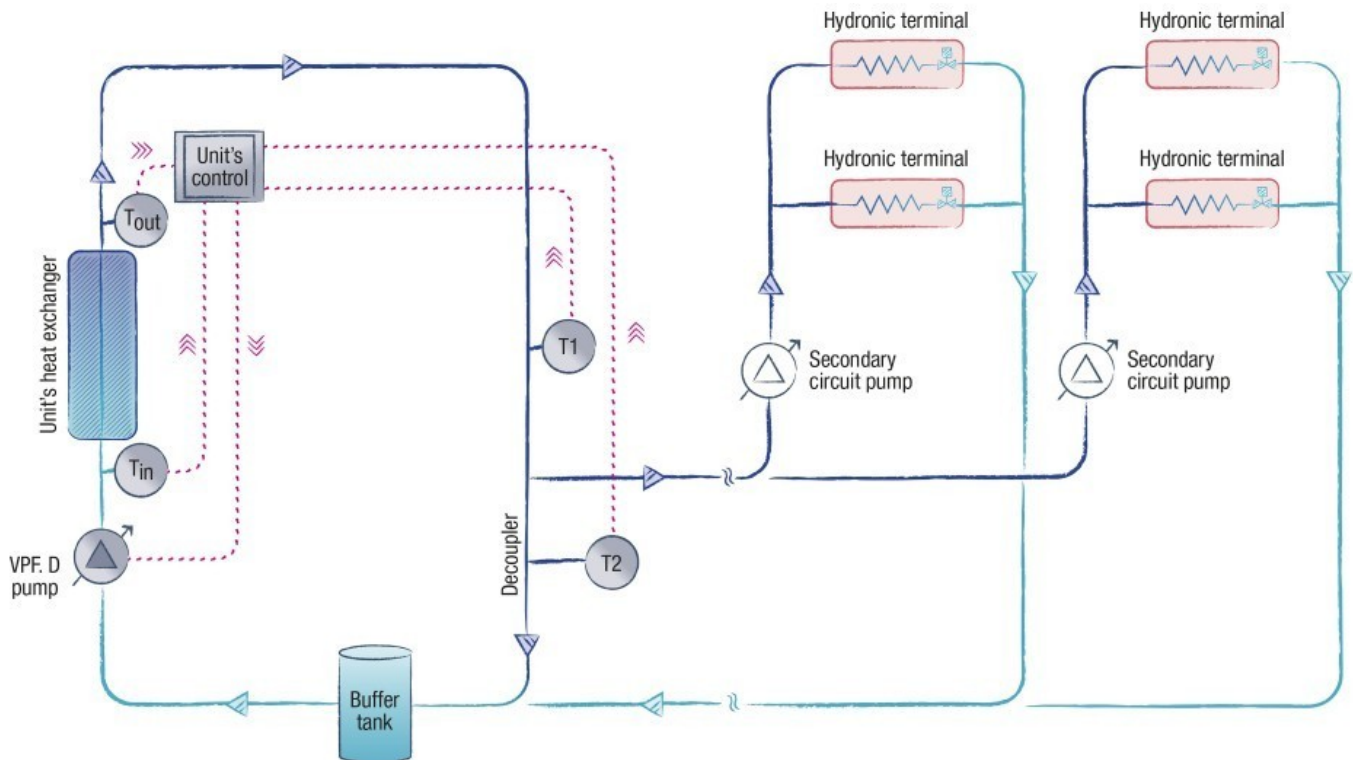 Hydronic terminal
Hydronic terminal
Unit's
control
Hydronic terminal
Hydronic terminal
Tout
Unit's heat exchanger
T1
Secondary
circuit pump
Secondary
circuit pump
Tin
Decoupler
VPF. D
pump
T2
Buffer
tank